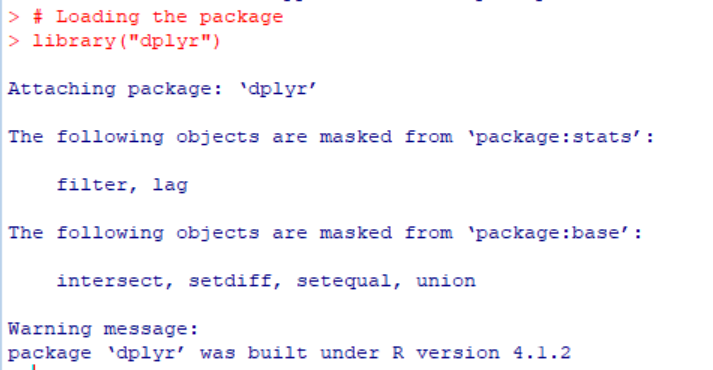 > # Loading the package
> library("dplyr")
Attaching package: ‘dplyr’
The following objects are masked from ‘package:stats’:
filter, lag
The following objects are masked from ‘package:base’:
intersect, setdiff, setequal, union
Warning message:
package ‘dplyr’ was built under R version 4.1.2